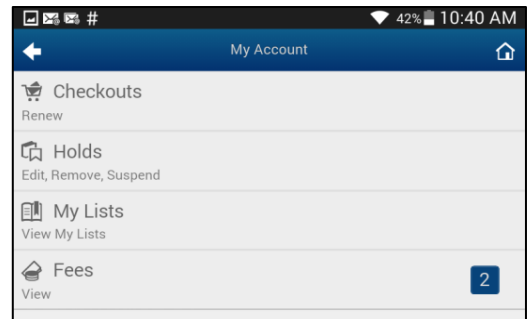 # 42% 10:40 AM
My Account
Checkouts
Renew
Holds
Edit, Remove, Suspend
My Lists
View My Lists
Fees
2
View